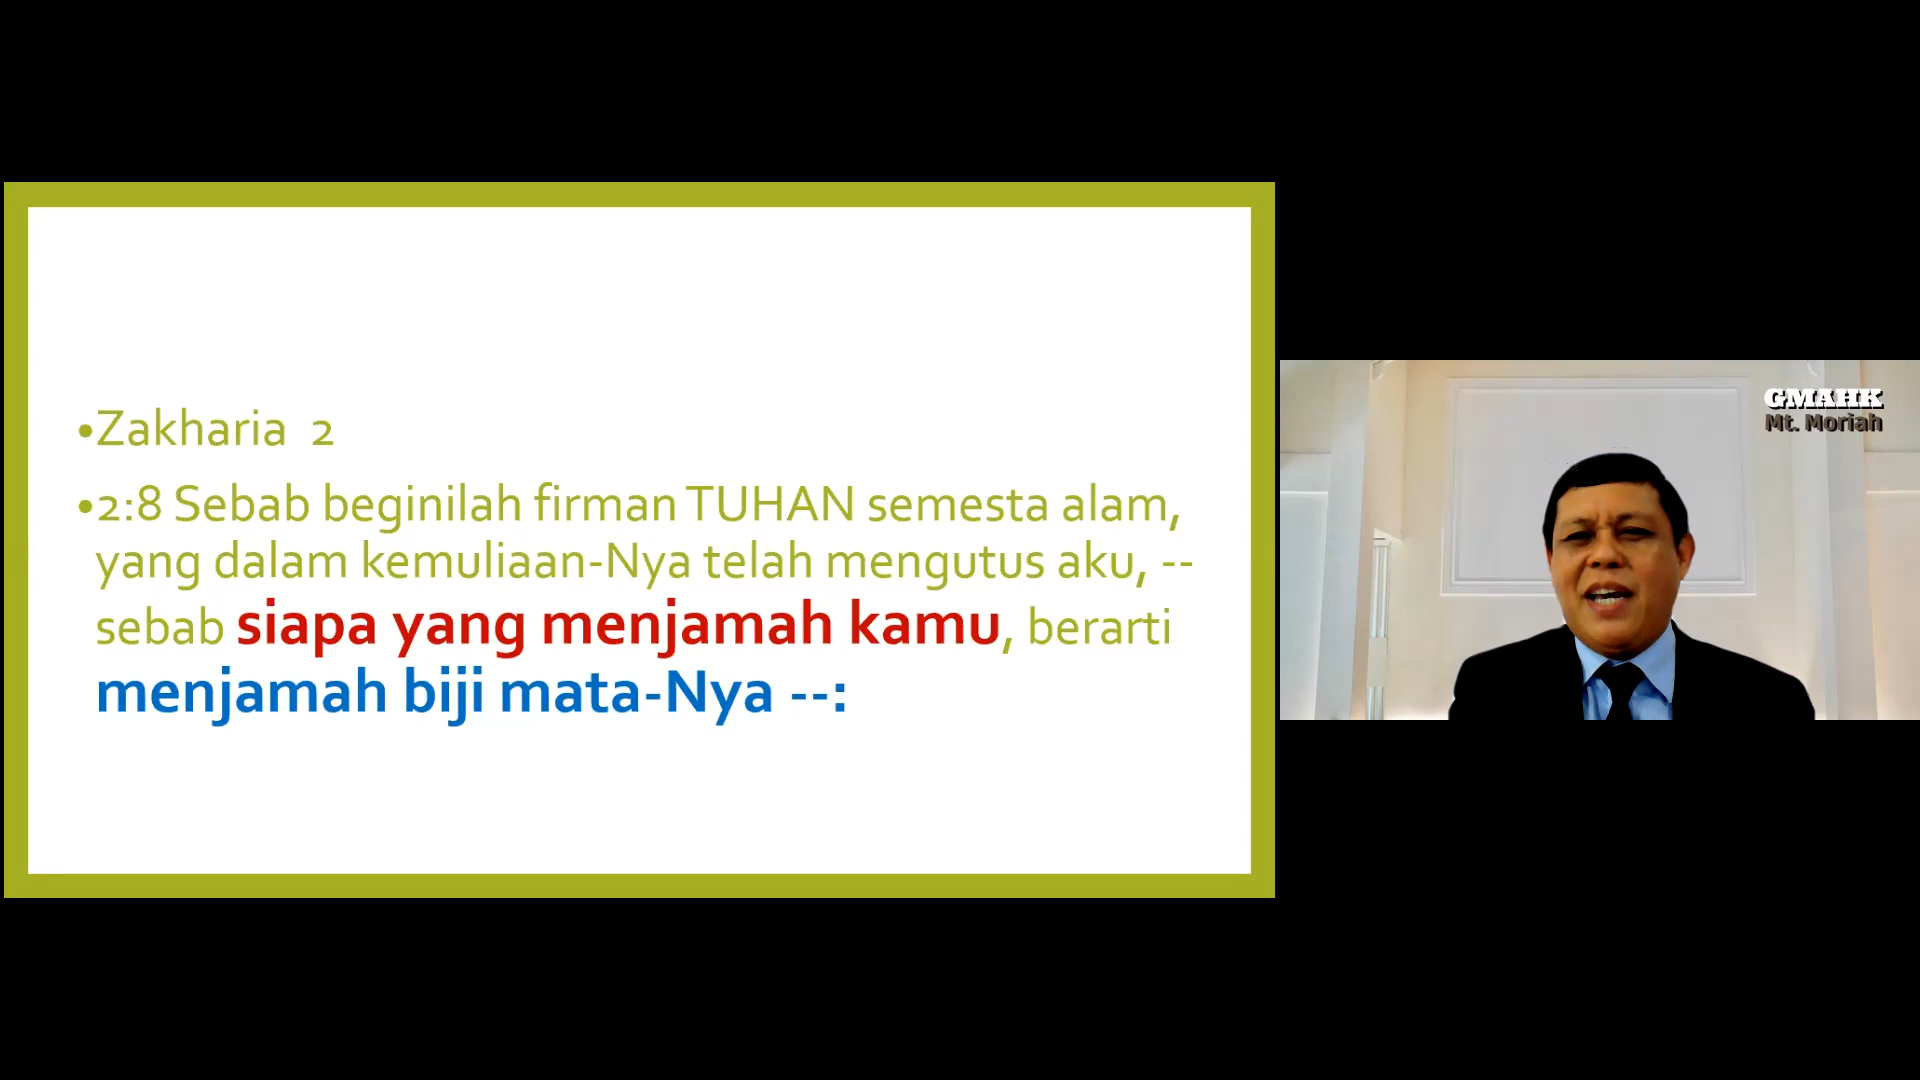 •Zakharia 2
•2:8 Sebab beginilah firman TUHAN semesta alam,
yang dalam kemuliaan-Nya telah mengutus aku, --
sebab siapa yang menjamah kamu, berarti
menjamah biji mata-Nya --:
GMAHK
Mt. Moriah